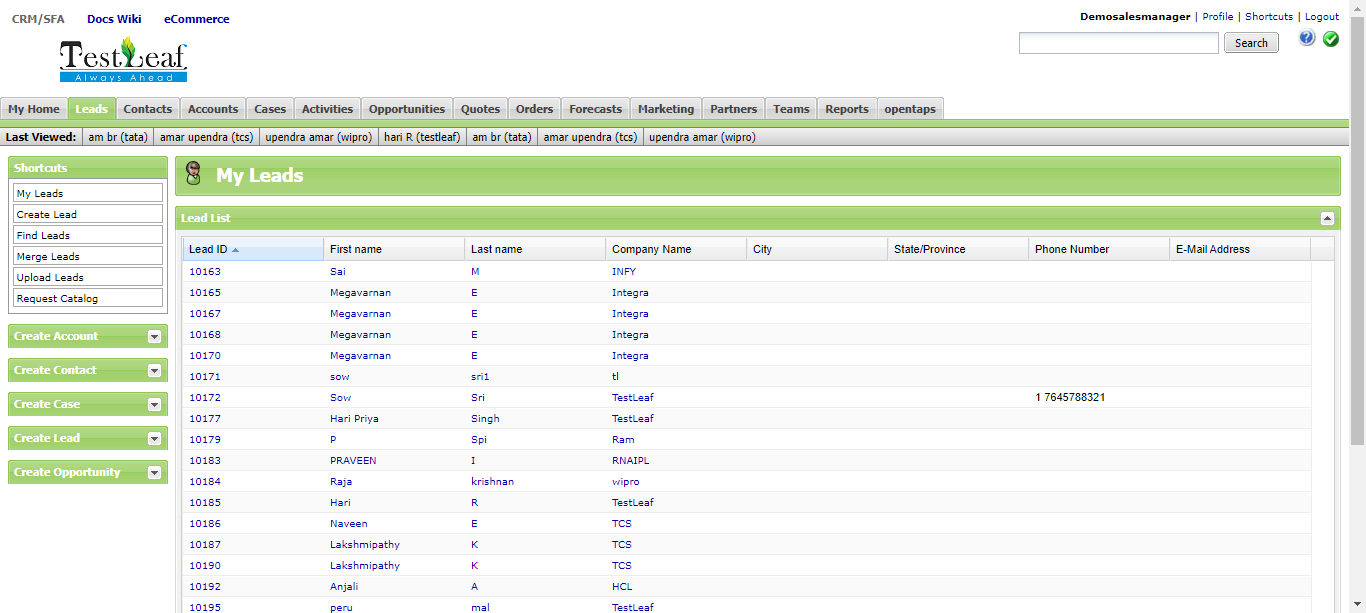 CRM/SFA Docs Wiki eCommerce
Demosalesmanager | Profile | Shortcuts | Logout
TestLeaf
Always Ahead
Search
My Home Leads Contacts Accounts Cases Activities Opportunities Quotes Orders Forecasts Marketing Partners Teams Reports opentaps
Last Viewed: am br (tata) amar upendra (tcs) upendra amar (wipro) hari R (testleaf) am br (tata) amar upendra (tcs) upendra amar (wipro)
Shortcuts
My Leads
Create Lead
Find Leads
Merge Leads
Upload Leads
Request Catalog
Create Account
Create Contact
Create Case
Create Lead
Create Opportunity
My Leads
Lead List
Lead ID First name Last name Company Name City State/Province Phone Number E-Mail Address
10163 Sai M INFY
10165 Megavarnan E Integra
10167 Megavarnan E Integra
10168 Megavarnan E Integra
10170 Megavarnan E Integra
10171 sow sri1 tl
10172 Sow Sri TestLeaf 1 7645788321
10177 Hari Priya Singh TestLeaf
10179 P Spi Ram
10183 PRAVEEN I RNAIPL
10184 Raja krishnan wipro
10185 Hari R TestLeaf
10186 Naveen E TCS
10187 Lakshmipathy K TCS
10190 Lakshmipathy K TCS
10192 Anjali A HCL
10195 peru mal TestLeaf